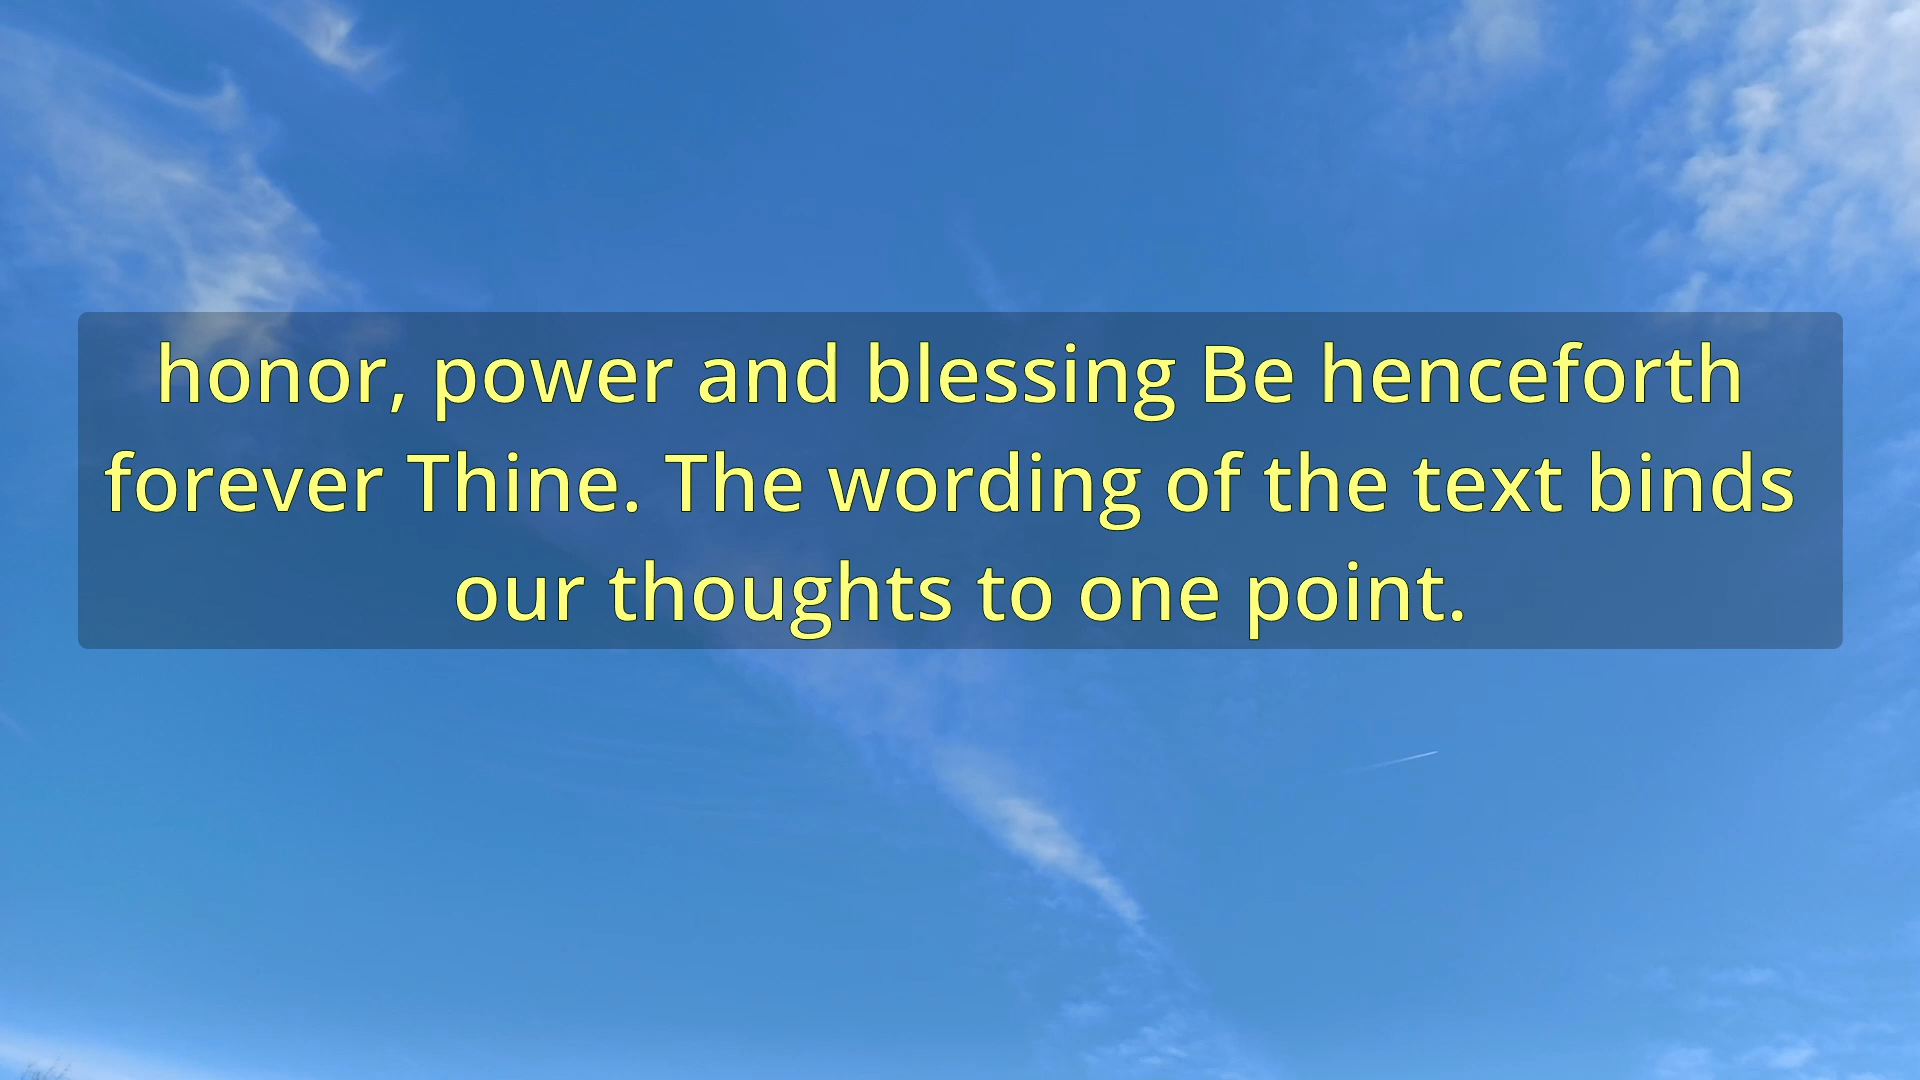 honor, power and blessing Be henceforth
forever Thine. The wording of the text binds
our thoughts to one point.